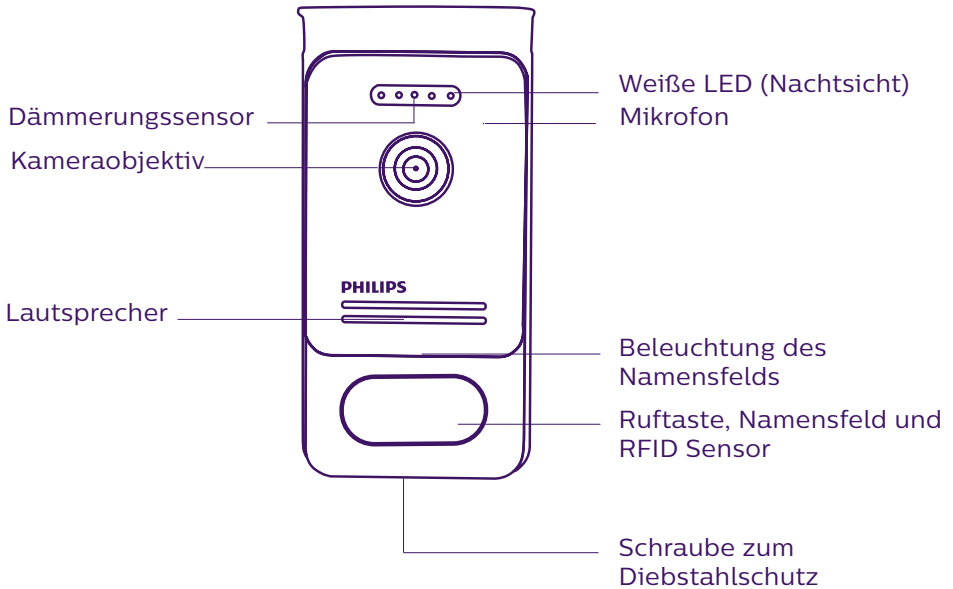 Weiße LED (Nachtsicht)
Dämmerungssensor
Mikrofon
Kameraobjektiv
PHILIPS
Lautsprecher
Beleuchtung des
Namensfelds
Ruftaste, Namensfeld und
RFID Sensor
Schraube zum
Diebstahlschutz